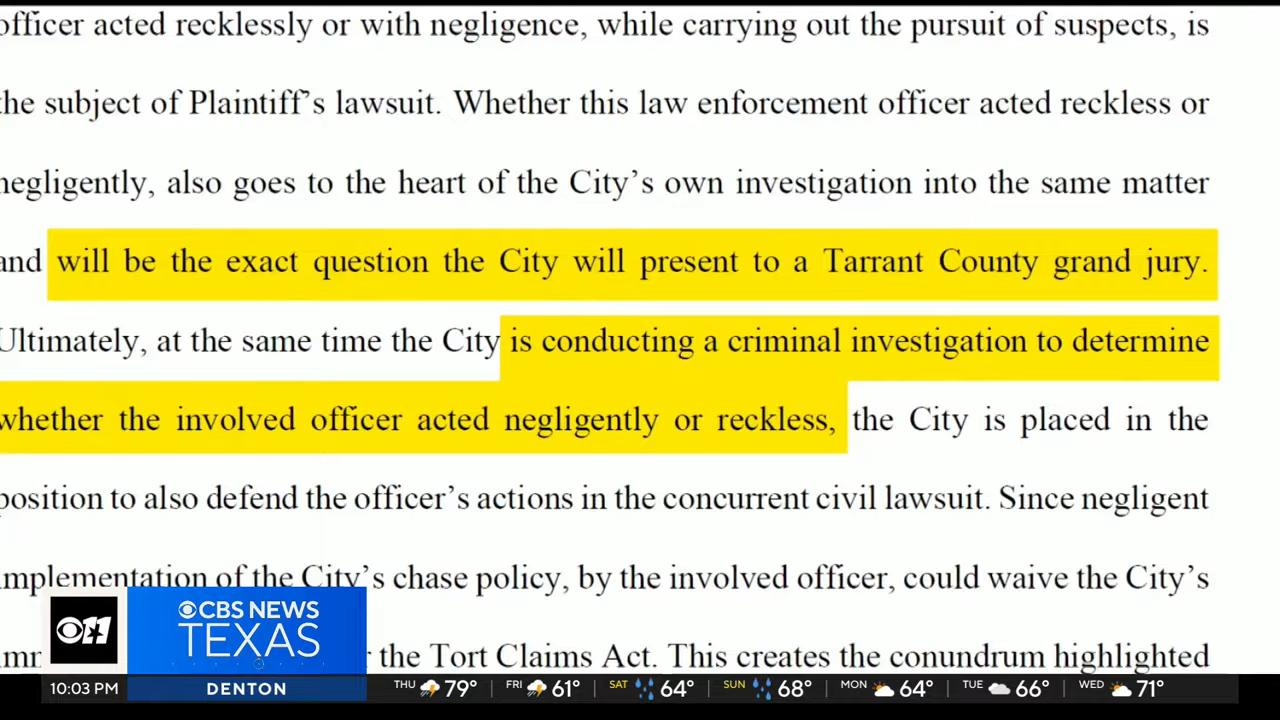 officer acted recklessly or with negligence, while carrying out the pursuit of suspects, is
the subject of Plaintiff's lawsuit. Whether this law enforcement officer acted reckless or
negligently, also goes to the heart of the City's own investigation into the same matter
and will be the exact question the City will present to a Tarrant County grand jury.
Ultimately, at the same time the City is conducting a criminal investigation to determine
whether the involved officer acted negligently or reckless, the City is placed in the
position to also defend the officer's actions in the concurrent civil lawsuit. Since negligent
implementation of the City's chase policy, by the involved officer, could waive the City's
the Tort Claims Act. This creates the conundrum highlighted
11
CBS NEWS
TEXAS
10:03 PM DENTON THU 79° FRI 61° SAT 64° SUN 68° MON 64° TUE 66° WED 71°